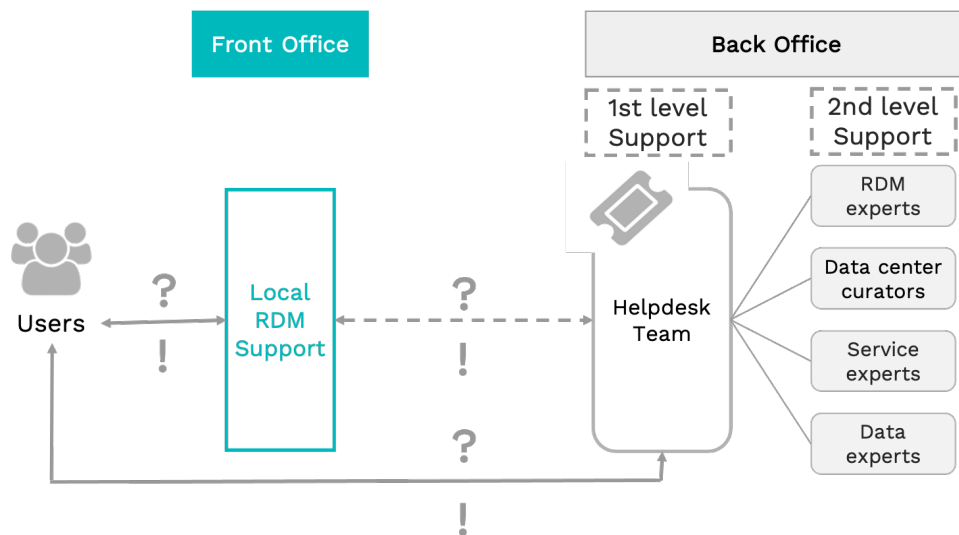 Front Office
Back Office
1st level
Support
2nd level
Support
RDM
experts
Data center
curators
Service
experts
Data
experts
Helpdesk
Team
Local
RDM
Support
Users
?
!
?
!
?
!